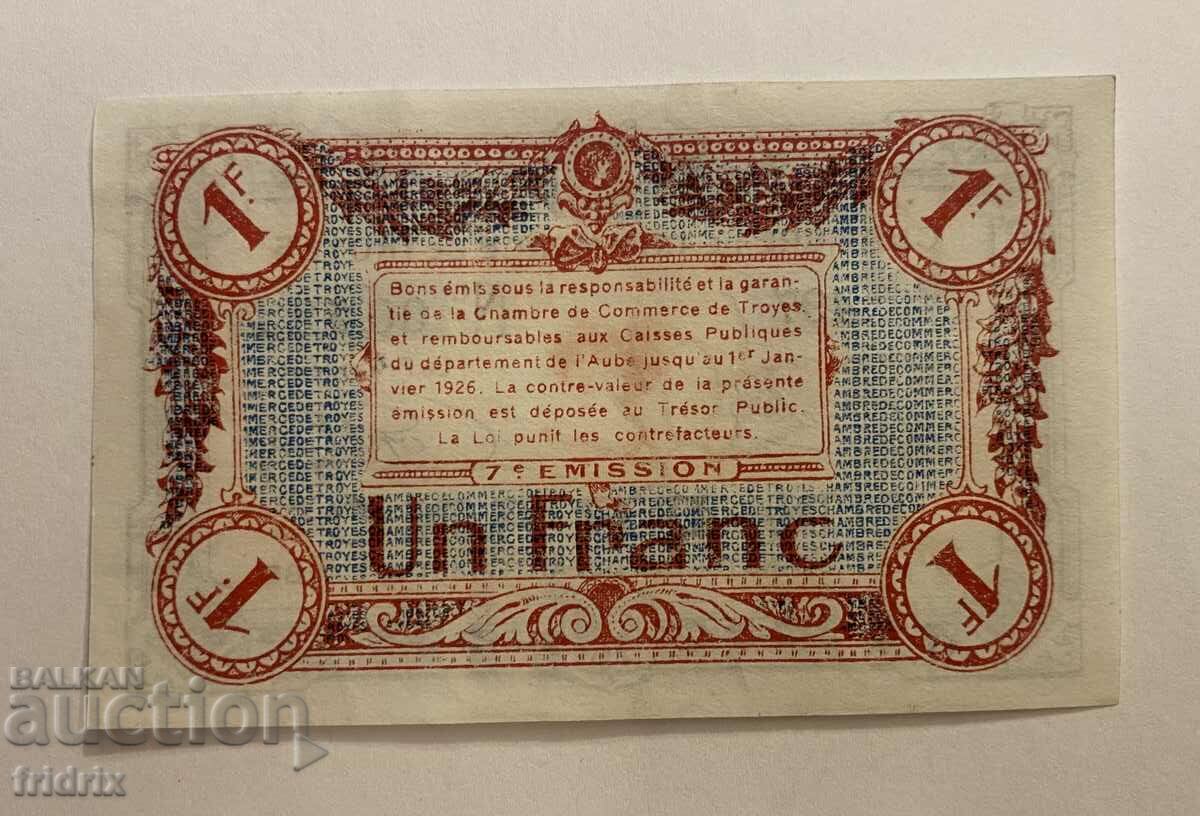 1F
1F
Bons émis sous la responsabilité et la garan-
tie de la Chambre de Commerce de Troyes.
et remboursables aux Caisses Publiques
du département de l'Aube jusqu'au 1er Jan-
vier 1926. La contre-valeur de la présente
émission est déposée au Trésor Public.
La Loi punit les contrefacteurs.
7e EMISSION
Un Franc
1F.
1F
BALKAN
auction
fridrix